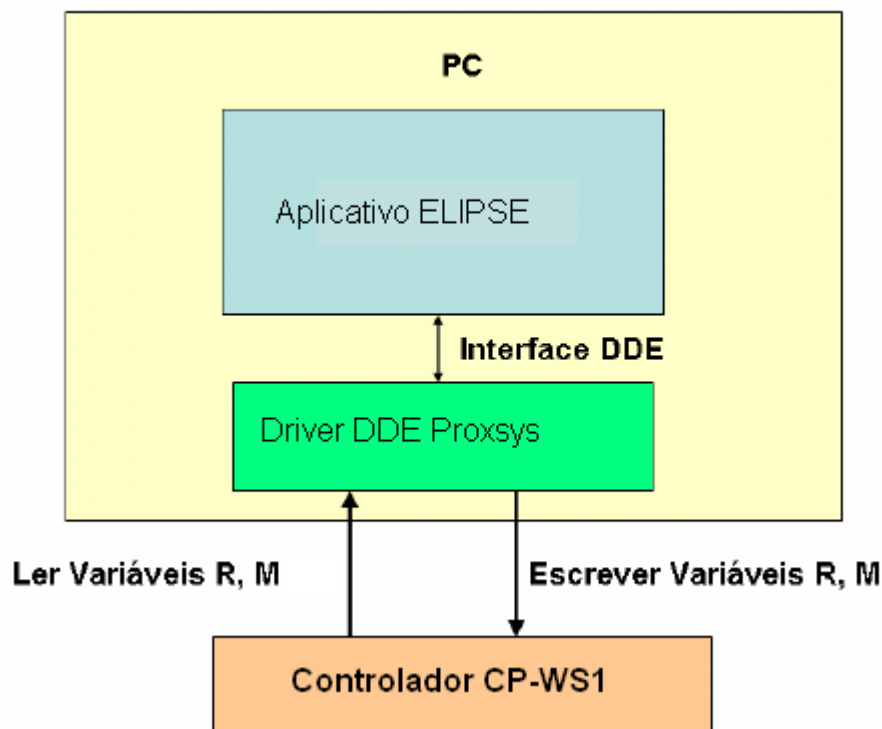 PC
Aplicativo ELIPSE
Interface DDE
Driver DDE Proxsys
Ler Variáveis R, M
Escrever Variáveis R, M
Controlador CP-WS1